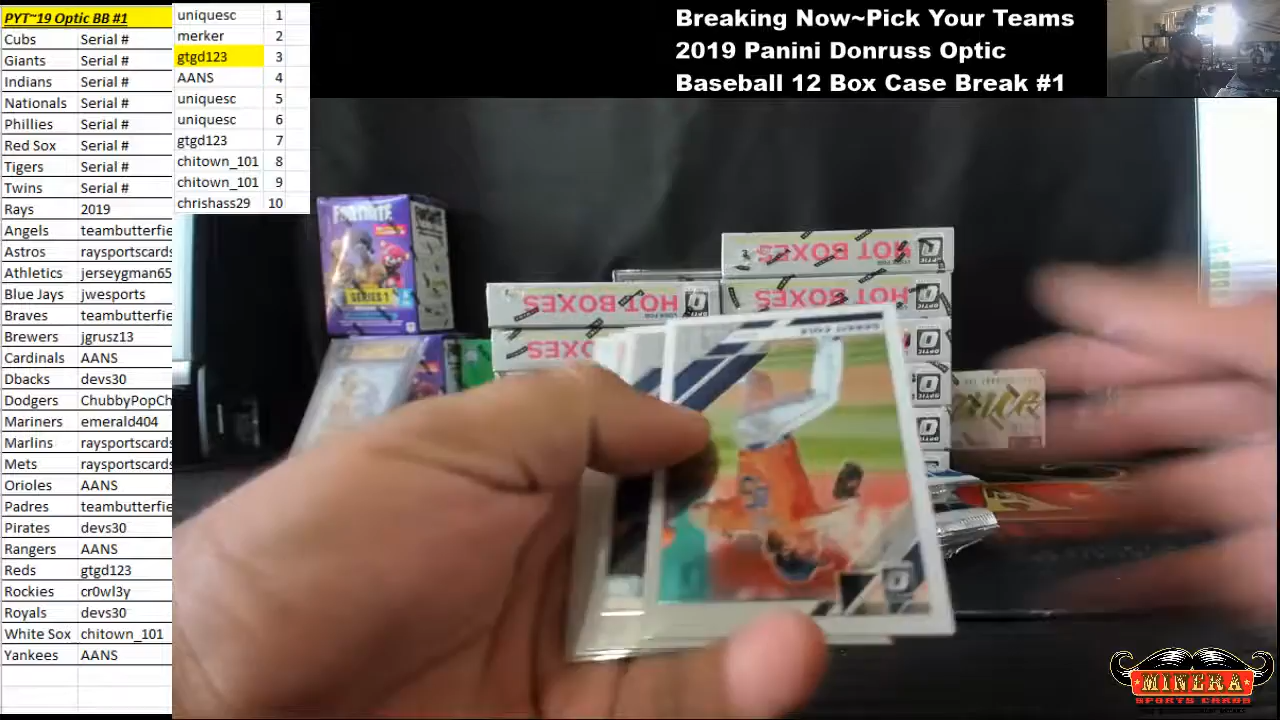 PYT~19 Optic BB #1
Cubs Serial #
Giants Serial #
Indians Serial #
Nationals Serial #
Phillies Serial #
Red Sox Serial #
Tigers Serial #
Twins Serial #
Rays 2019
Angels teambutterfie
Astros raysportscards
Athletics jerseygman65
Blue Jays jwesports
Braves teambutterfie
Brewers jgrusz13
Cardinals AANS
Dbacks devs30
Dodgers ChubbyPopCh
Mariners emerald404
Marlins raysportscards
Mets raysportscards
Orioles AANS
Padres teambutterfie
Pirates devs30
Rangers AANS
Reds gtgd123
Rockies cr0wl3y
Royals devs30
White Sox chitown_101
Yankees AANS
uniquesc 1
merker 2
gtgd123 3
AANS 4
uniquesc 5
uniquesc 6
gtgd123 7
chitown_101 8
chitown_101 9
chrishass29 10
Breaking Now~Pick Your Teams
2019 Panini Donruss Optic
Baseball 12 Box Case Break #1
FORTNITE
SERIES 1
HOT BOXES
HOT BOXES
HOT BOXES
MINERA
SPORTS CARDS